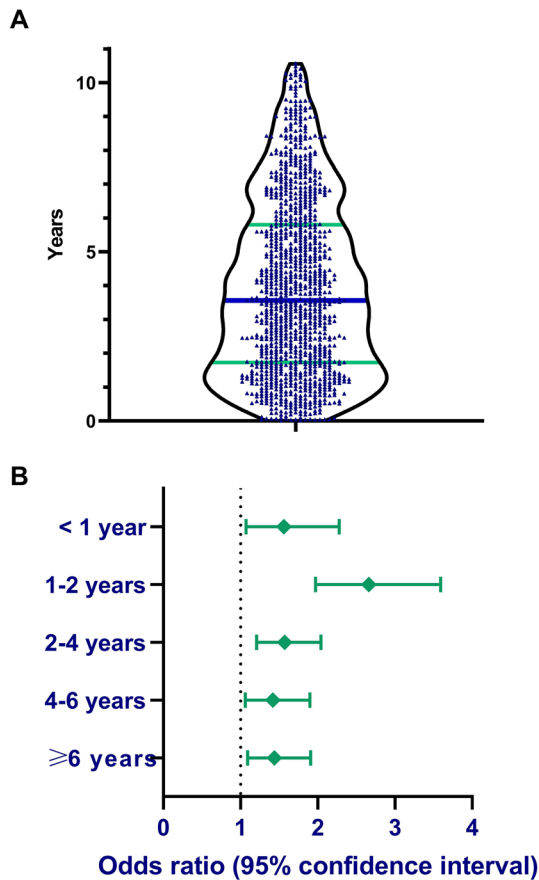 A
10
5
0
Years
B
< 1 year
1-2 years
2-4 years
4-6 years
⩾6 years
0 1 2 3 4
Odds ratio (95% confidence interval)